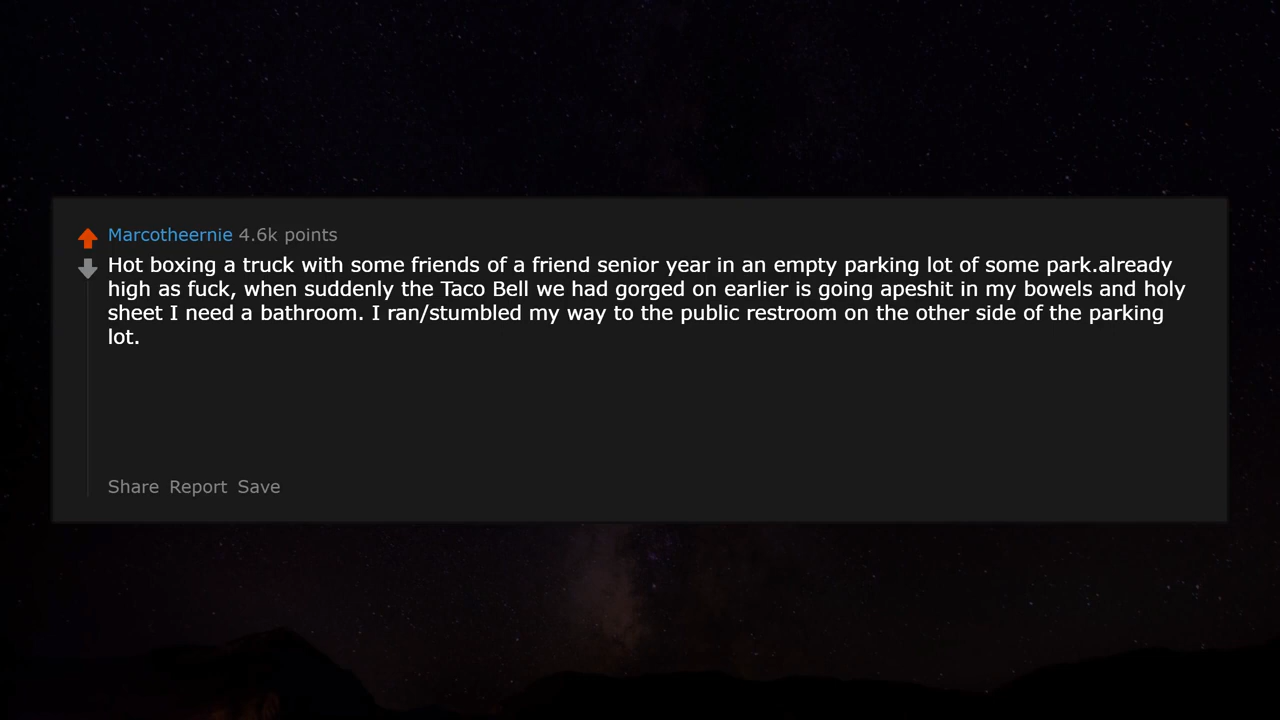 Marcotheernie 4.6k points
Hot boxing a truck with some friends of a friend senior year in an empty parking lot of some park.already
high as fuck, when suddenly the Taco Bell we had gorged on earlier is going apeshit in my bowels and holy
sheet I need a bathroom. I ran/stumbled my way to the public restroom on the other side of the parking
lot.
Share Report Save